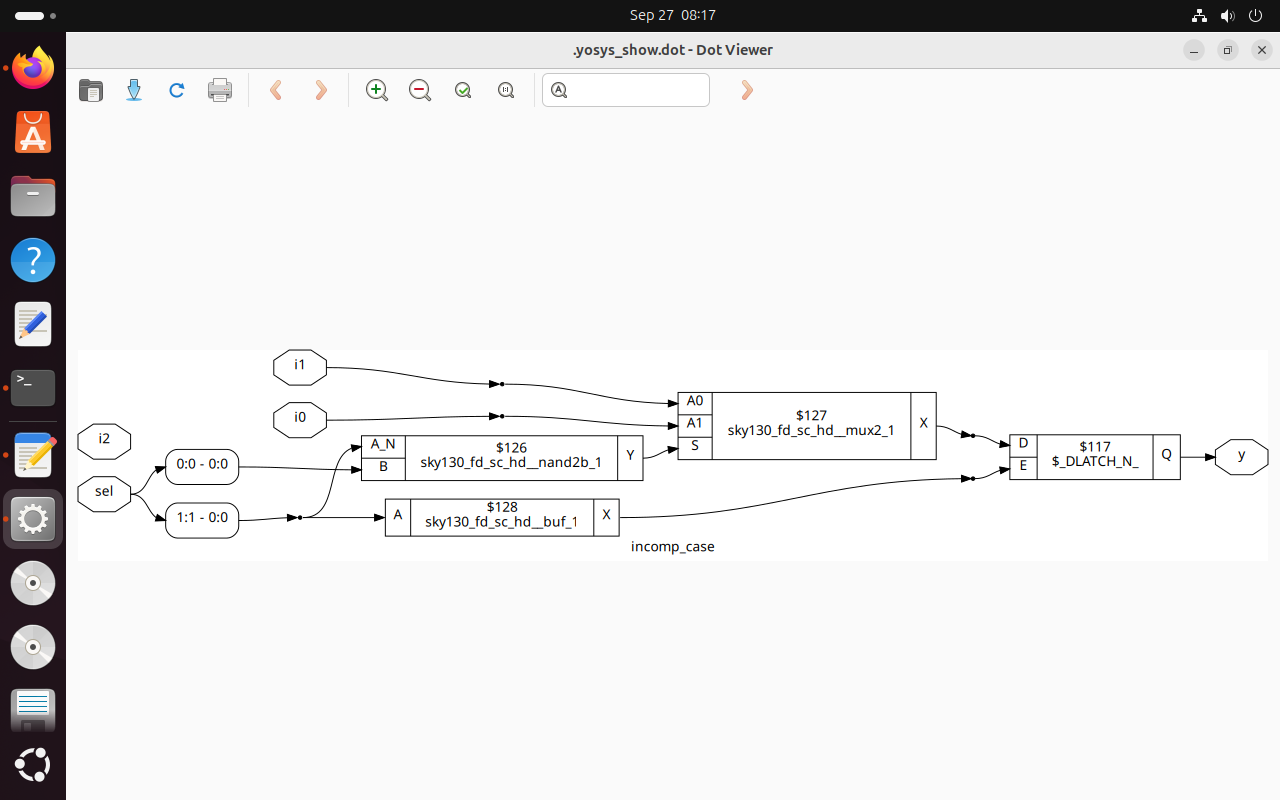 Sep 27 08:17
.yosys_show.dot - Dot Viewer
i1
i0
i2
sel
0:0 - 0:0
1:1 - 0:0
A_N
B
$126
sky130_fd_sc_hd__nand2b_1
Y
A
$128
sky130_fd_sc_hd__buf_1
X
A0
A1
S
$127
sky130_fd_sc_hd__mux2_1
X
D
E
$117
$_DLATCH_N_
Q
y
incomp_case